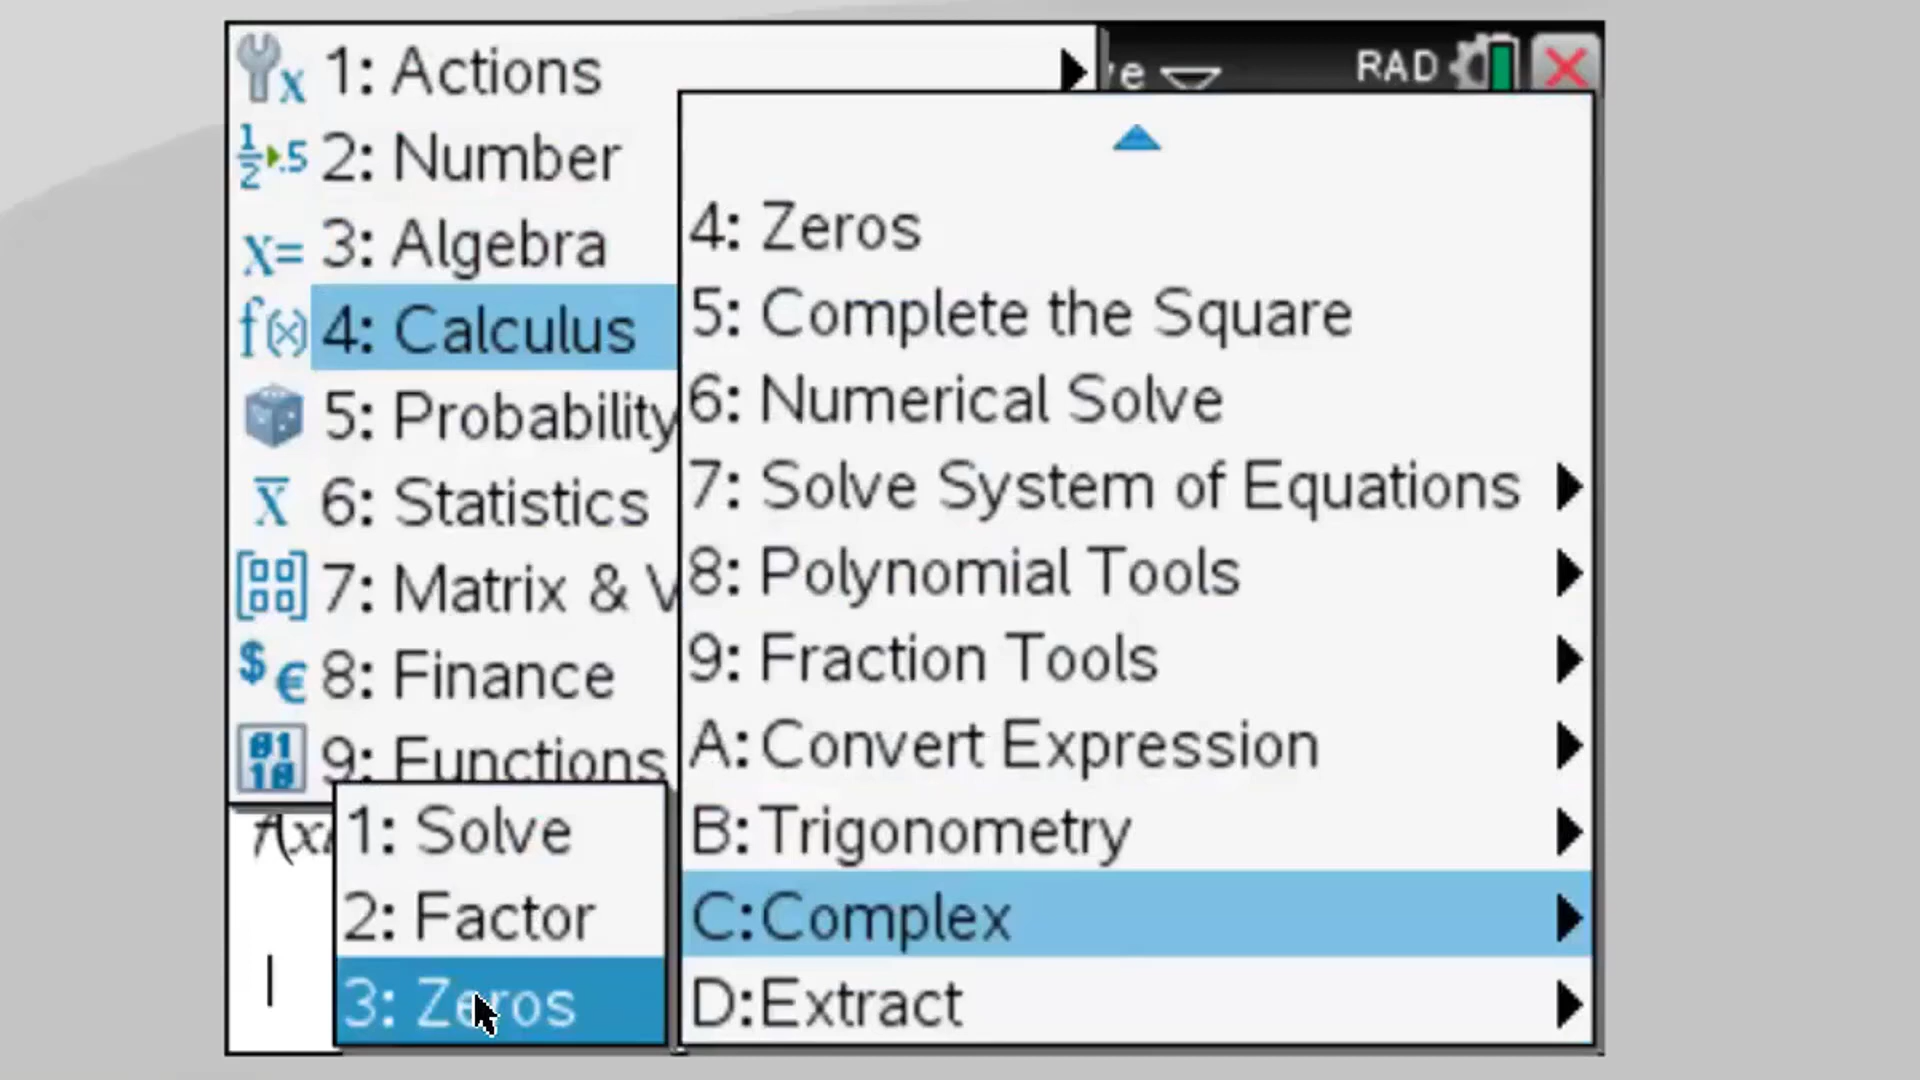 1: Actions
2: Number
3: Algebra
4: Calculus
5: Probability
6: Statistics
7: Matrix & V
8: Finance
9: Functions
e
RAD
4: Zeros
5: Complete the Square
6: Numerical Solve
7: Solve System of Equations
8: Polynomial Tools
9: Fraction Tools
A: Convert Expression
B: Trigonometry
C: Complex
D: Extract
1: Solve
2: Factor
3: Zeros